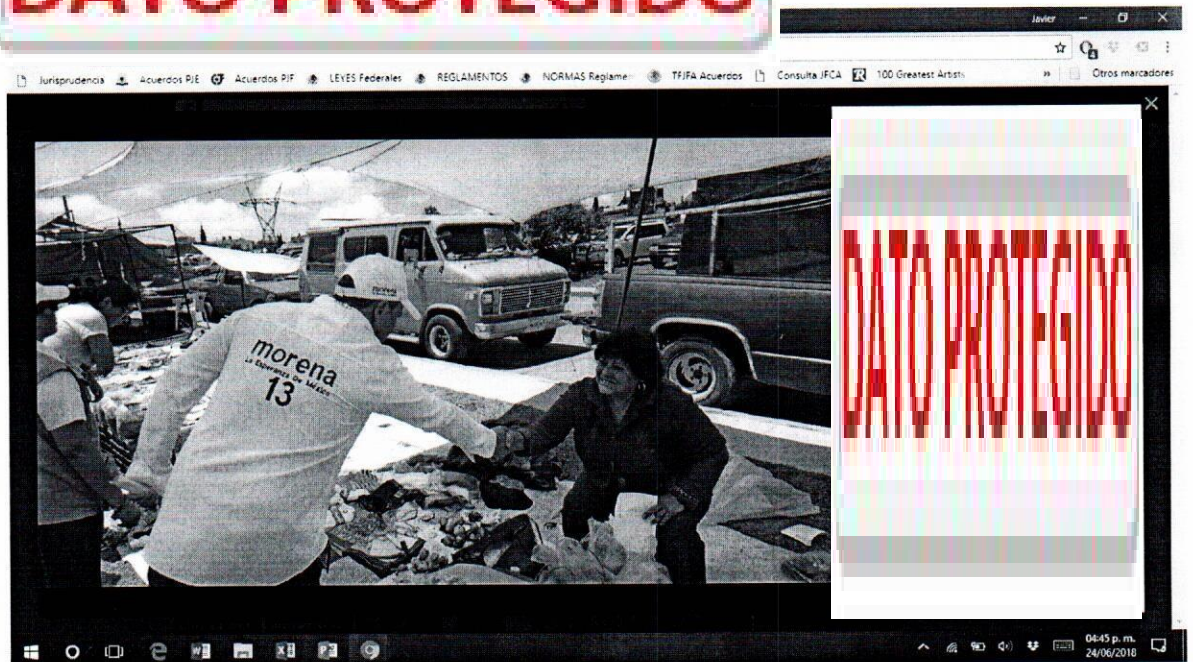 DATO PROTEGIDO
Javier
Jurisprudencia Acuerdos PJE Acuerdos PJF LEYES Federales REGLAMENTOS NORMAS Reglame TFJFA Acuerdos Consulta JFCA 100 Greatest Artists » Otros marcadores
morena
morena
La Esperanza De México
13
DATO PROTEGIDO
04:45 p. m.
24/06/2018